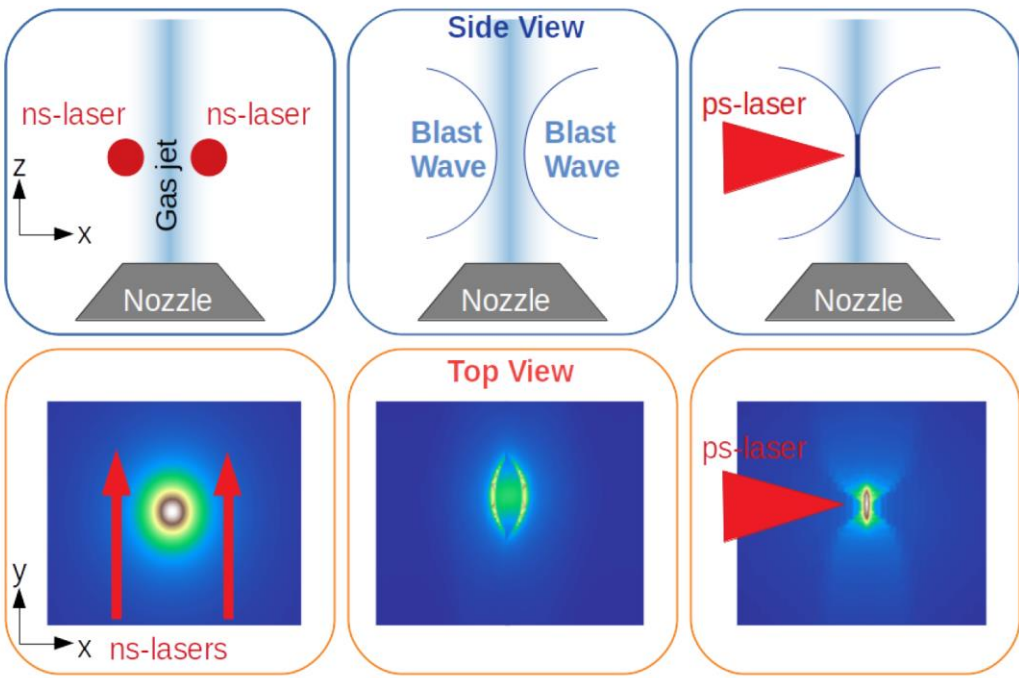 Side View
ns-laser
ns-laser
Gas jet
z
x
Nozzle
Blast
Wave
Blast
Wave
Nozzle
ps-laser
Nozzle
Top View
y
x
ns-lasers
ps-laser